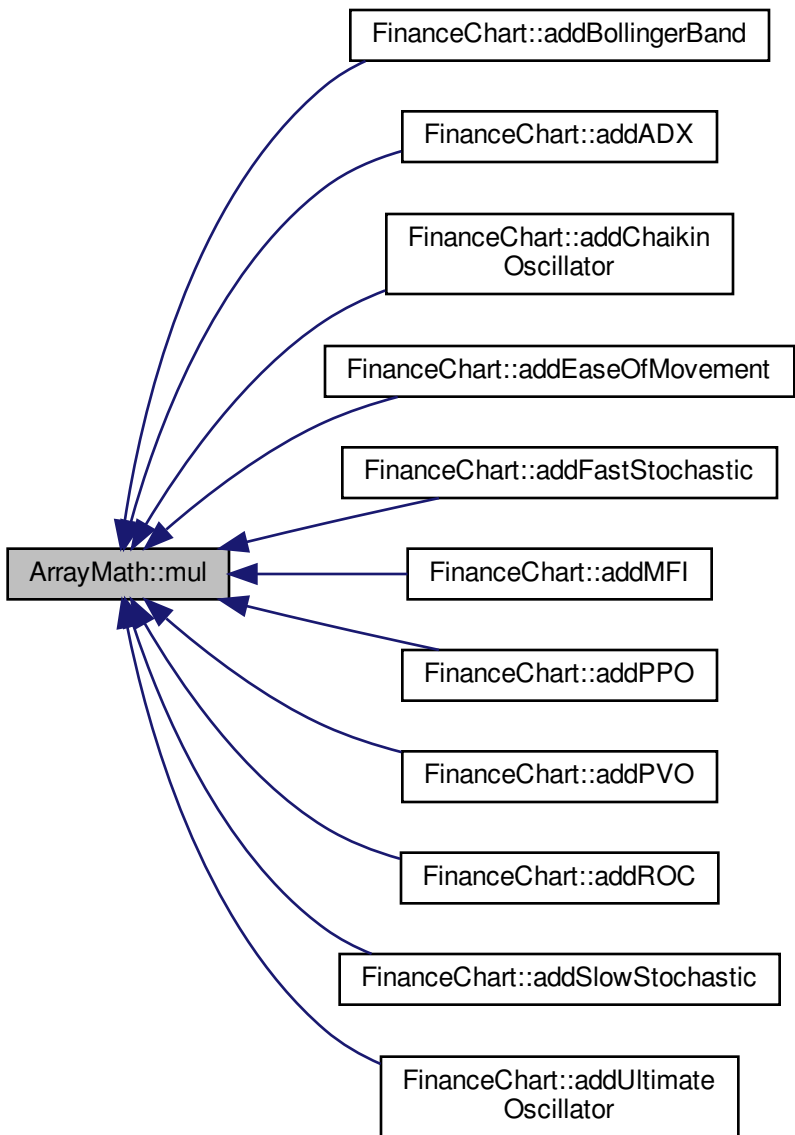 FinanceChart::addBollingerBand
FinanceChart::addADX
FinanceChart::addChaikin
Oscillator
FinanceChart::addEaseOfMovement
FinanceChart::addFastStochastic
ArrayMath::mul
FinanceChart::addMFI
FinanceChart::addPPO
FinanceChart::addPVO
FinanceChart::addROC
FinanceChart::addSlowStochastic
FinanceChart::addUltimate
Oscillator